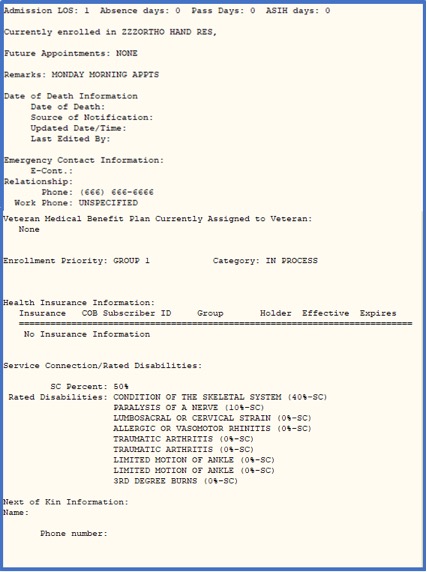 Admission LOS: 1  Absence days: 0  Pass Days: 0  ASIH days: 0
Currently enrolled in ZZZORTHO HAND RES,
Future Appointments: NONE
Remarks: MONDAY MORNING APPTS
Date of Death Information
Date of Death:
Source of Notification:
Updated Date/Time:
Last Edited By:
Emergency Contact Information:
E-Cont.:
Relationship:
Phone: (666) 666-6666
Work Phone: UNSPECIFIED
Veteran Medical Benefit Plan Currently Assigned to Veteran:
None
Enrollment Priority: GROUP 1  Category: IN PROCESS
Health Insurance Information:
Insurance  COB Subscriber ID  Group  Holder  Effective  Expires
===========================================================================
No Insurance Information
Service Connection/Rated Disabilities:
SC Percent: 50%
Rated Disabilities: CONDITION OF THE SKELETAL SYSTEM (40%-SC)
PARALYSIS OF A NERVE (10%-SC)
LUMBOSACRAL OR CERVICAL STRAIN (0%-SC)
ALLERGIC OR VASOMOTOR RHINITIS (0%-SC)
TRAUMATIC ARTHRITIS (0%-SC)
TRAUMATIC ARTHRITIS (0%-SC)
LIMITED MOTION OF ANKLE (0%-SC)
LIMITED MOTION OF ANKLE (0%-SC)
3RD DEGREE BURNS (0%-SC)
Next of Kin Information:
Name:
Phone number: